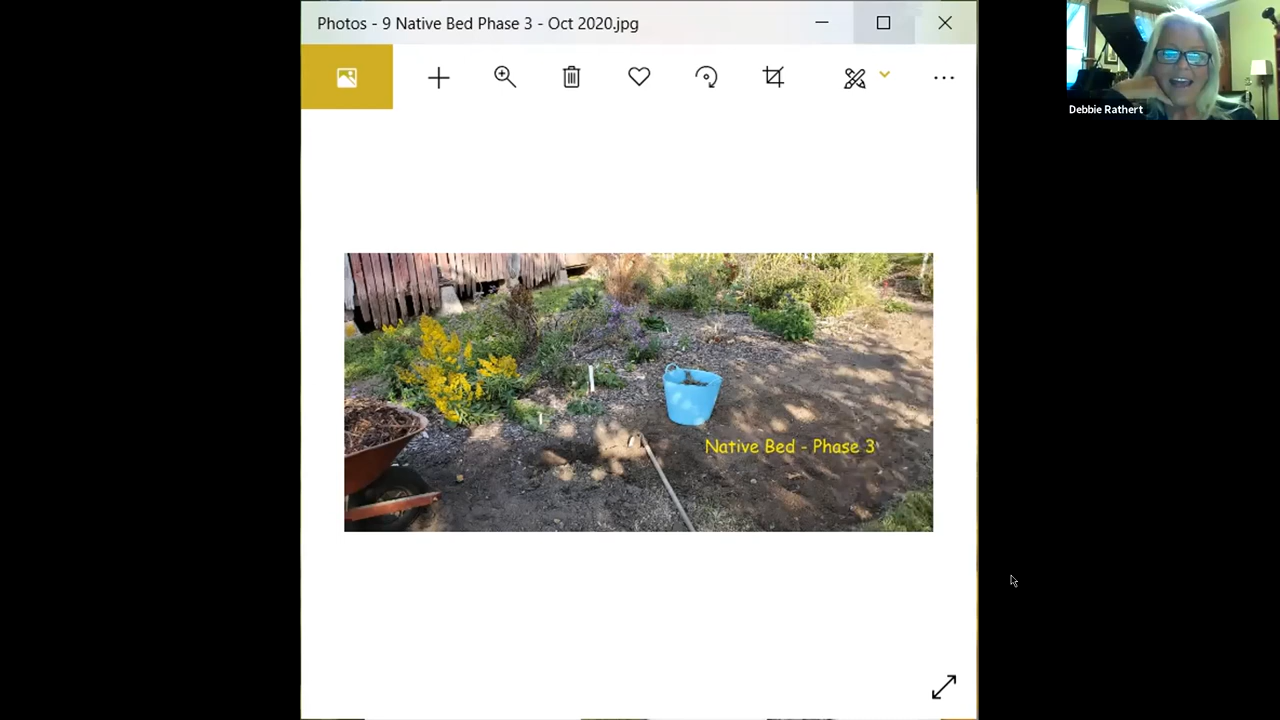 Photos - 9 Native Bed Phase 3 - Oct 2020.jpg
Debbie Rathert
Native Bed - Phase 3